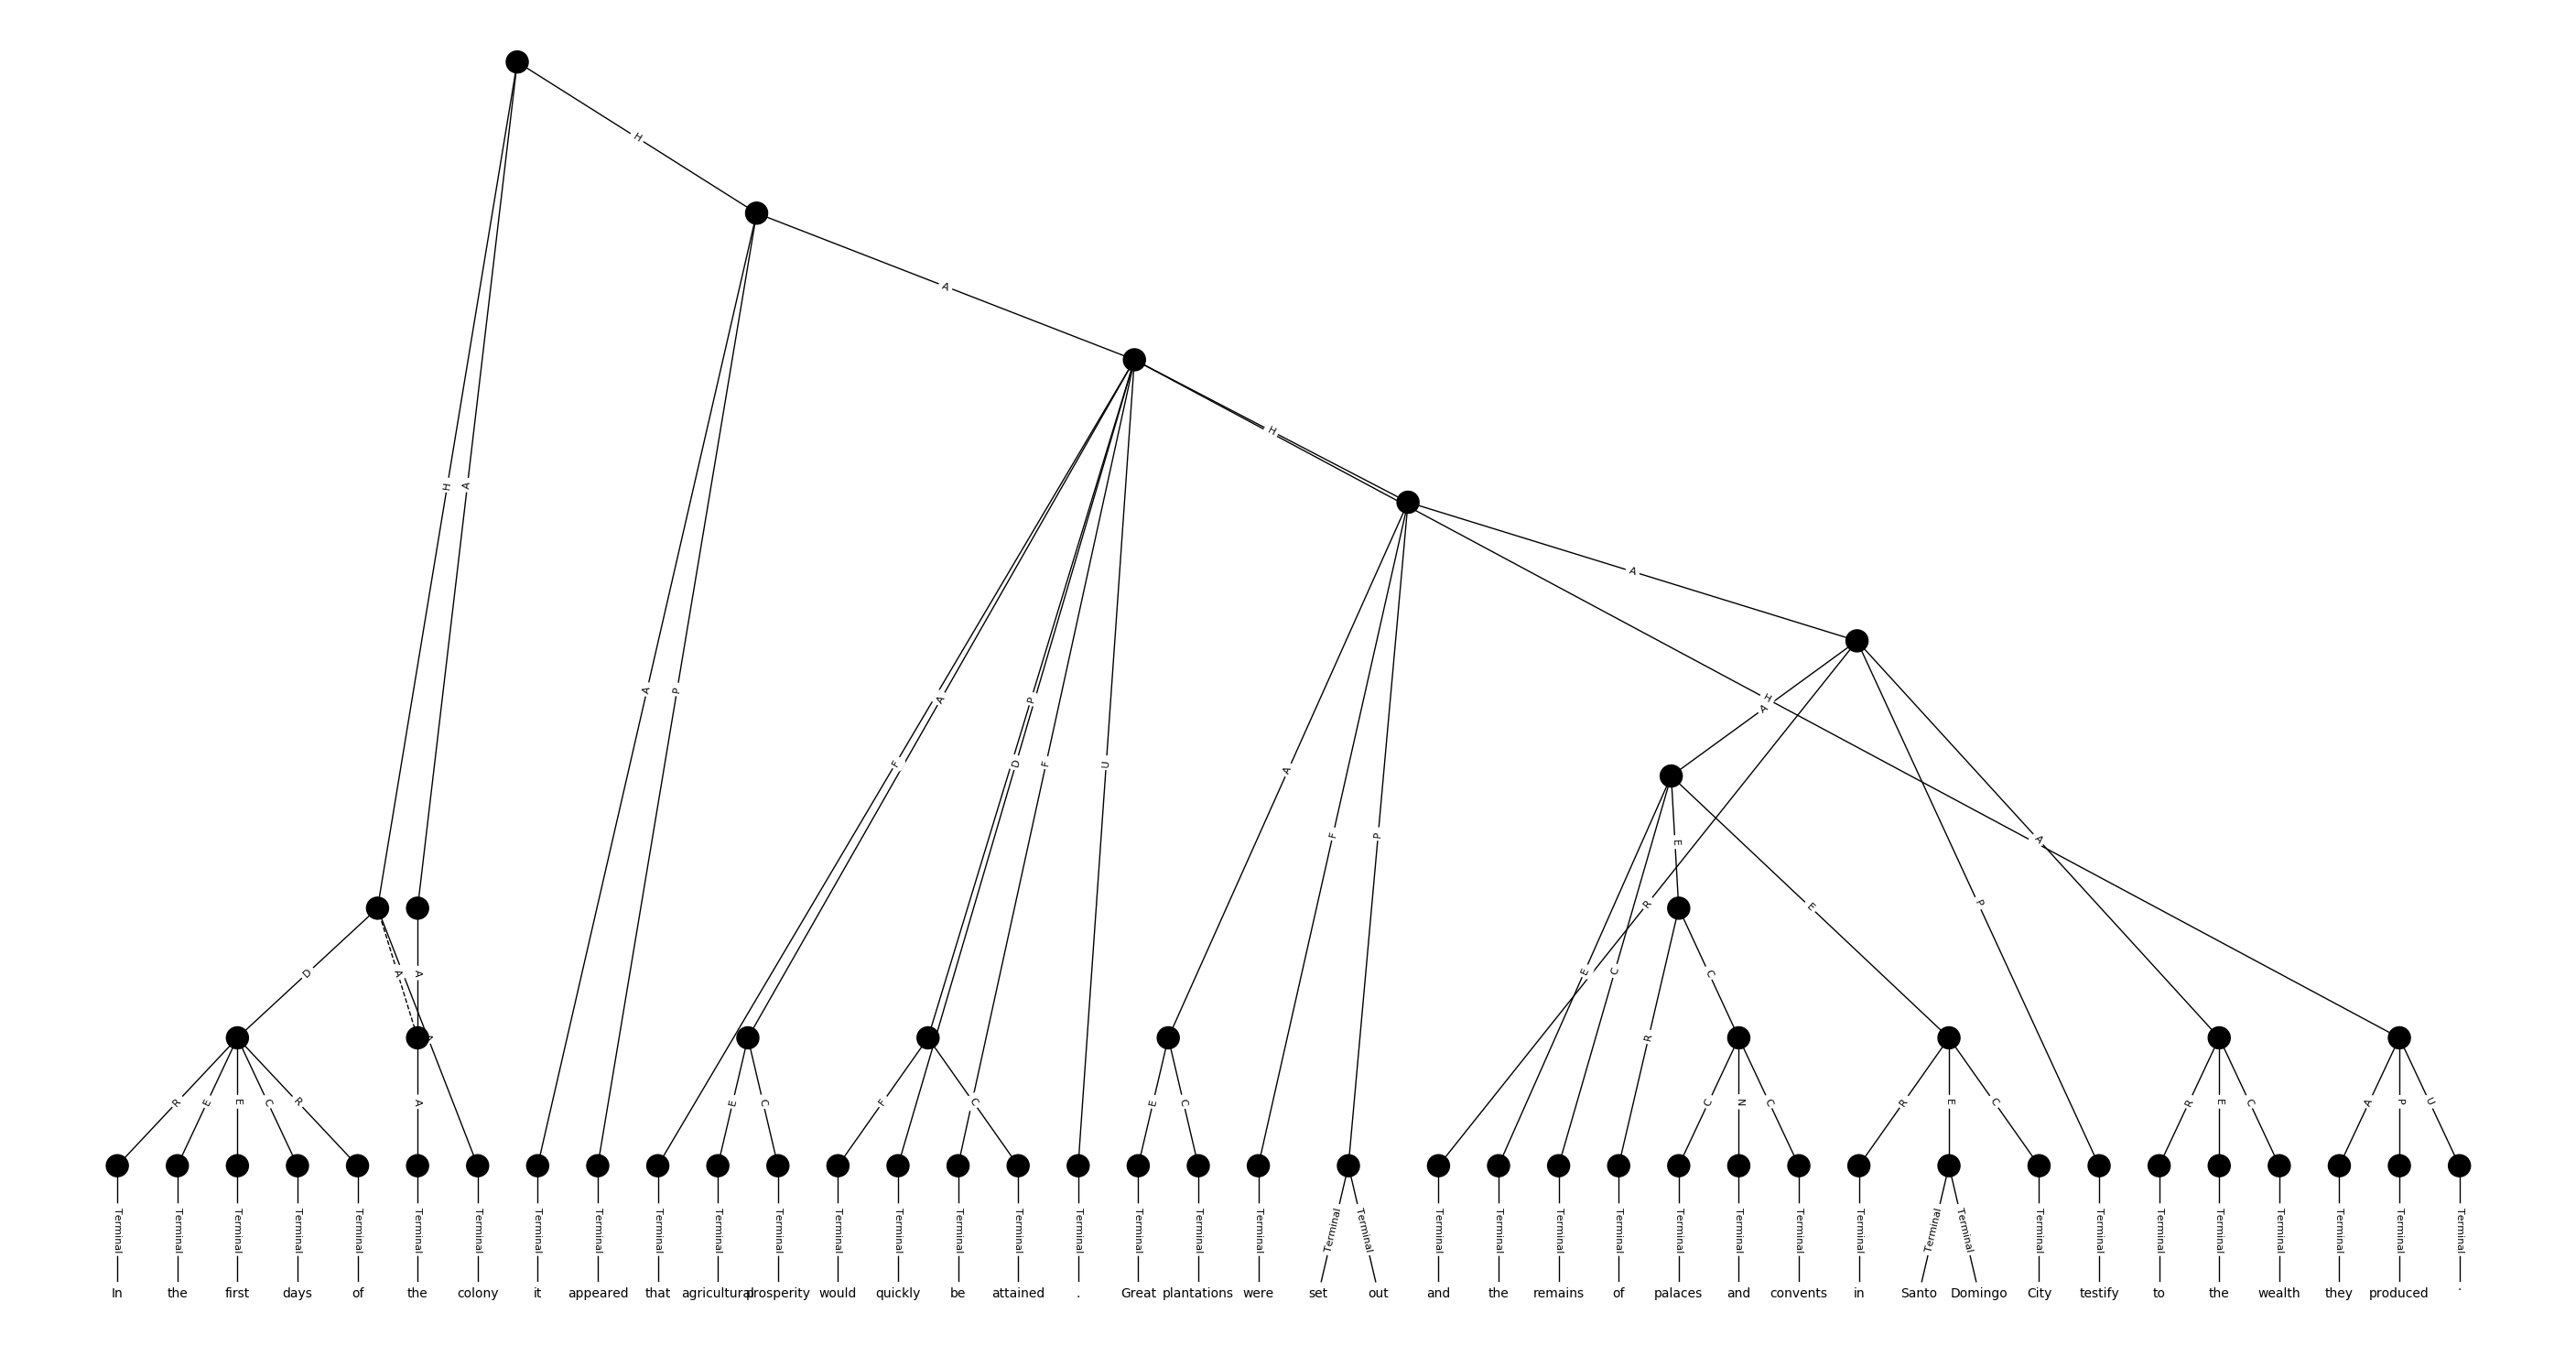 H
A
H
H A
A
A P
H
F A D P F U A F P A
A
E
R E P
D A A E C C
A R
R E E C R A E C F C E C C N C R E C R E C A P U
Terminal Terminal Terminal Terminal Terminal Terminal Terminal Terminal Terminal Terminal Terminal Terminal Terminal Terminal Terminal Terminal Terminal Terminal Terminal Terminal Terminal Terminal Terminal Terminal Terminal Terminal Terminal Terminal Terminal Terminal Terminal Terminal Terminal Terminal Terminal Terminal Terminal Terminal Terminal Terminal
In the first days of the colony it appeared that agricultural prosperity would quickly be attained . Great plantations were set out and the remains of palaces and convents in Santo Domingo City testify to the wealth they produced .